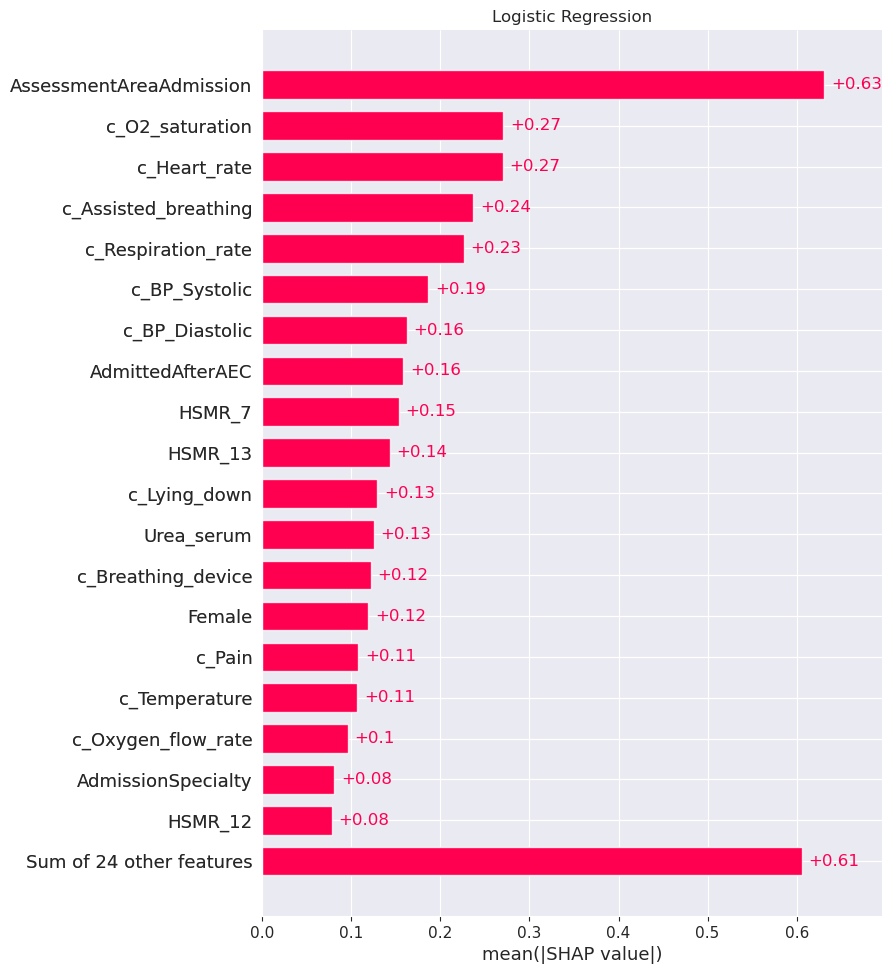 Logistic Regression
AssessmentAreaAdmission +0.63
c_O2_saturation +0.27
c_Heart_rate +0.27
c_Assisted_breathing +0.24
c_Respiration_rate +0.23
c_BP_Systolic +0.19
c_BP_Diastolic +0.16
AdmittedAfterAEC +0.16
HSMR_7 +0.15
HSMR_13 +0.14
c_Lying_down +0.13
Urea_serum +0.13
c_Breathing_device +0.12
Female +0.12
c_Pain +0.11
c_Temperature +0.11
c_Oxygen_flow_rate +0.1
AdmissionSpecialty +0.08
HSMR_12 +0.08
Sum of 24 other features +0.61
0.0 0.1 0.2 0.3 0.4 0.5 0.6
mean(|SHAP value|)